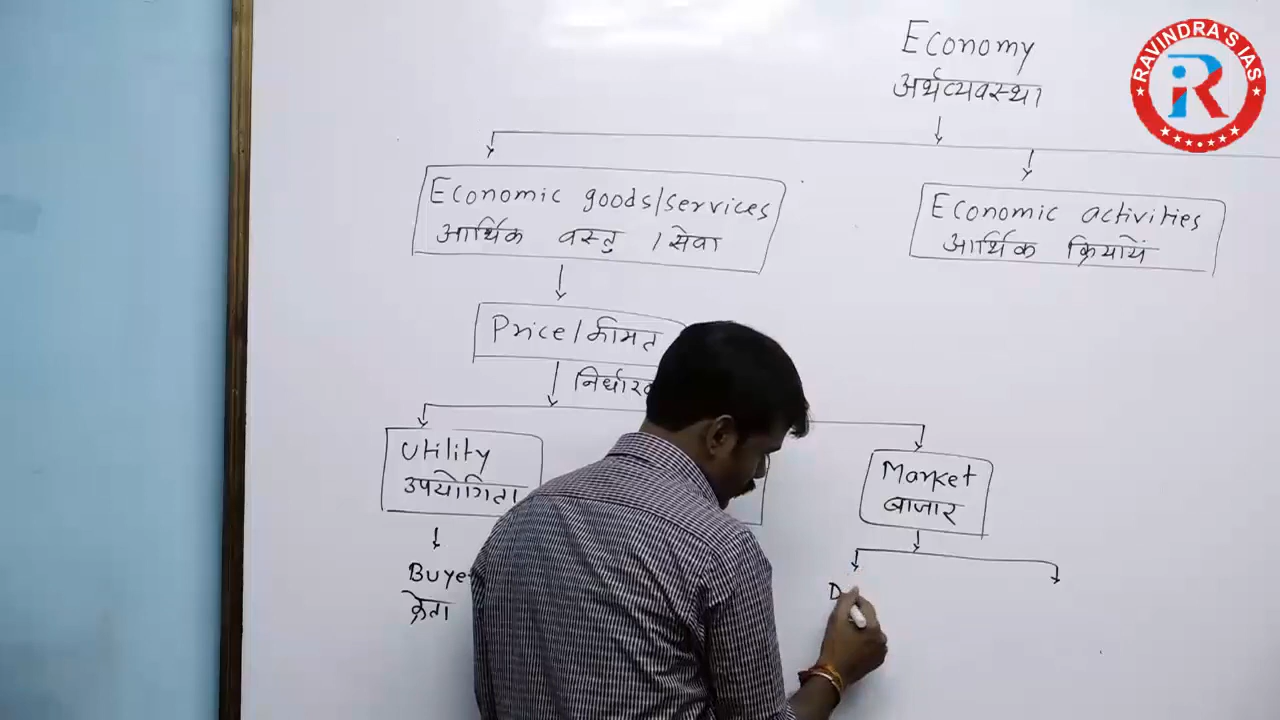 Economy
अर्थव्यवस्था
RAVINDRA'S IAS
iR
Economic goods/services
आर्थिक वस्तु / सेवा
Economic activities
आर्थिक क्रियायें
Price/कीमत
Utility
उपयोगिता
Market
बाजार
क्रेता
D